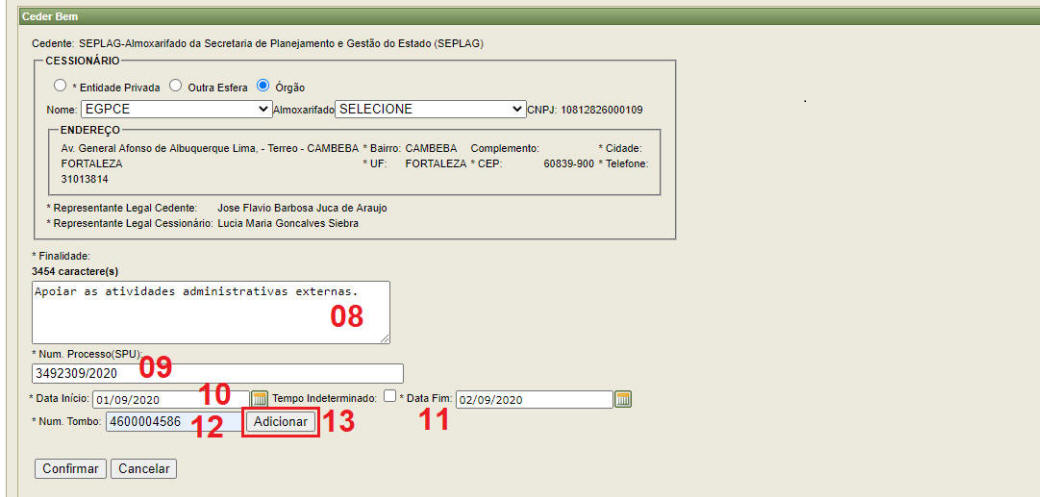 Ceder Bem
Cedente: SEPLAG-Almoxarifado da Secretaria de Planejamento e Gestão do Estado (SEPLAG)
CESSIONÁRIO
* Entidade Privada Outra Esfera Órgão
Nome: EGPCE Almoxarifado SELECIONE CNPJ: 10812826000109
ENDEREÇO
Av. General Afonso de Albuquerque Lima, - Terreo - CAMBEBA * Bairro: CAMBEBA Complemento: * Cidade:
FORTALEZA * UF: FORTALEZA * CEP: 60839-900 * Telefone:
31013814
* Representante Legal Cedente: Jose Flavio Barbosa Juca de Araujo
* Representante Legal Cessionário: Lucia Maria Goncalves Siebra
* Finalidade:
3454 caractere(s)
Apoiar as atividades administrativas externas.
08
* Num. Processo(SPU):
3492309/2020 09
* Data Início: 01/09/2020 10 Tempo Indeterminado: * Data Fim: 02/09/2020
* Num. Tombo: 4600004586 12 Adicionar 13 11
Confirmar Cancelar